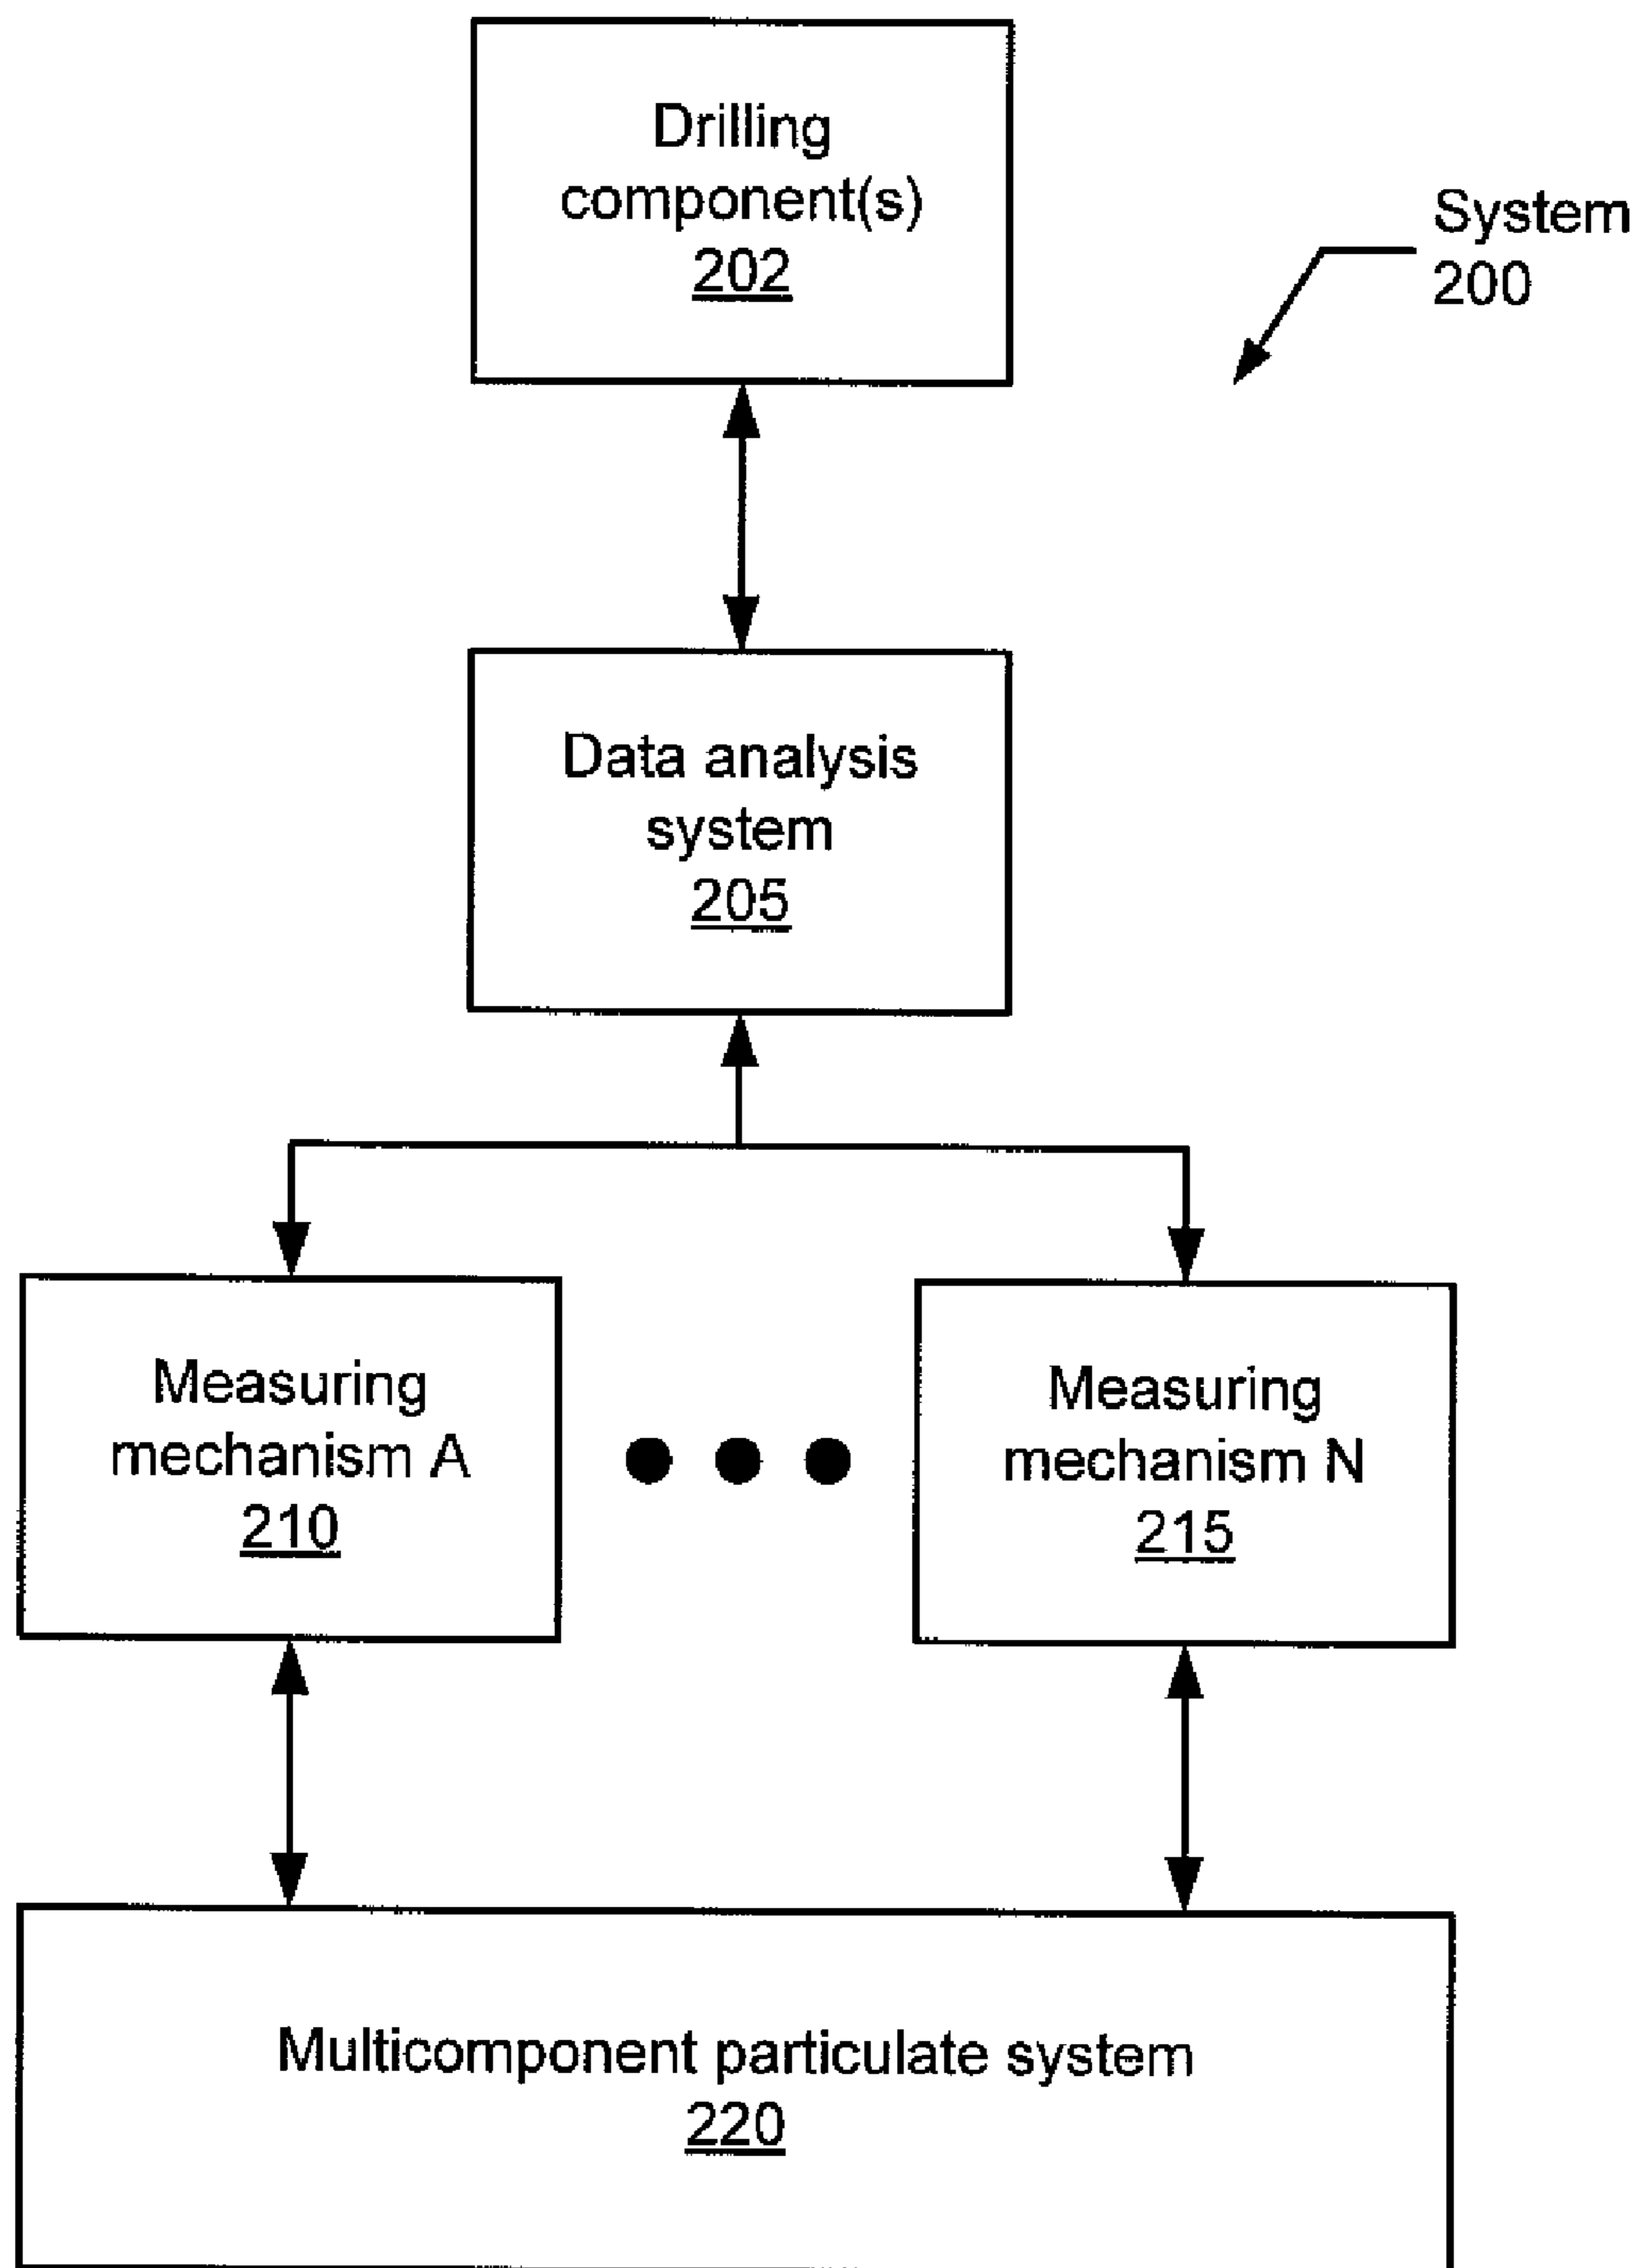 Drilling
component(s)
202
System
200
Data analysis
system
205
Measuring
mechanism A
210
Measuring
mechanism N
215
Multicomponent particulate system
220